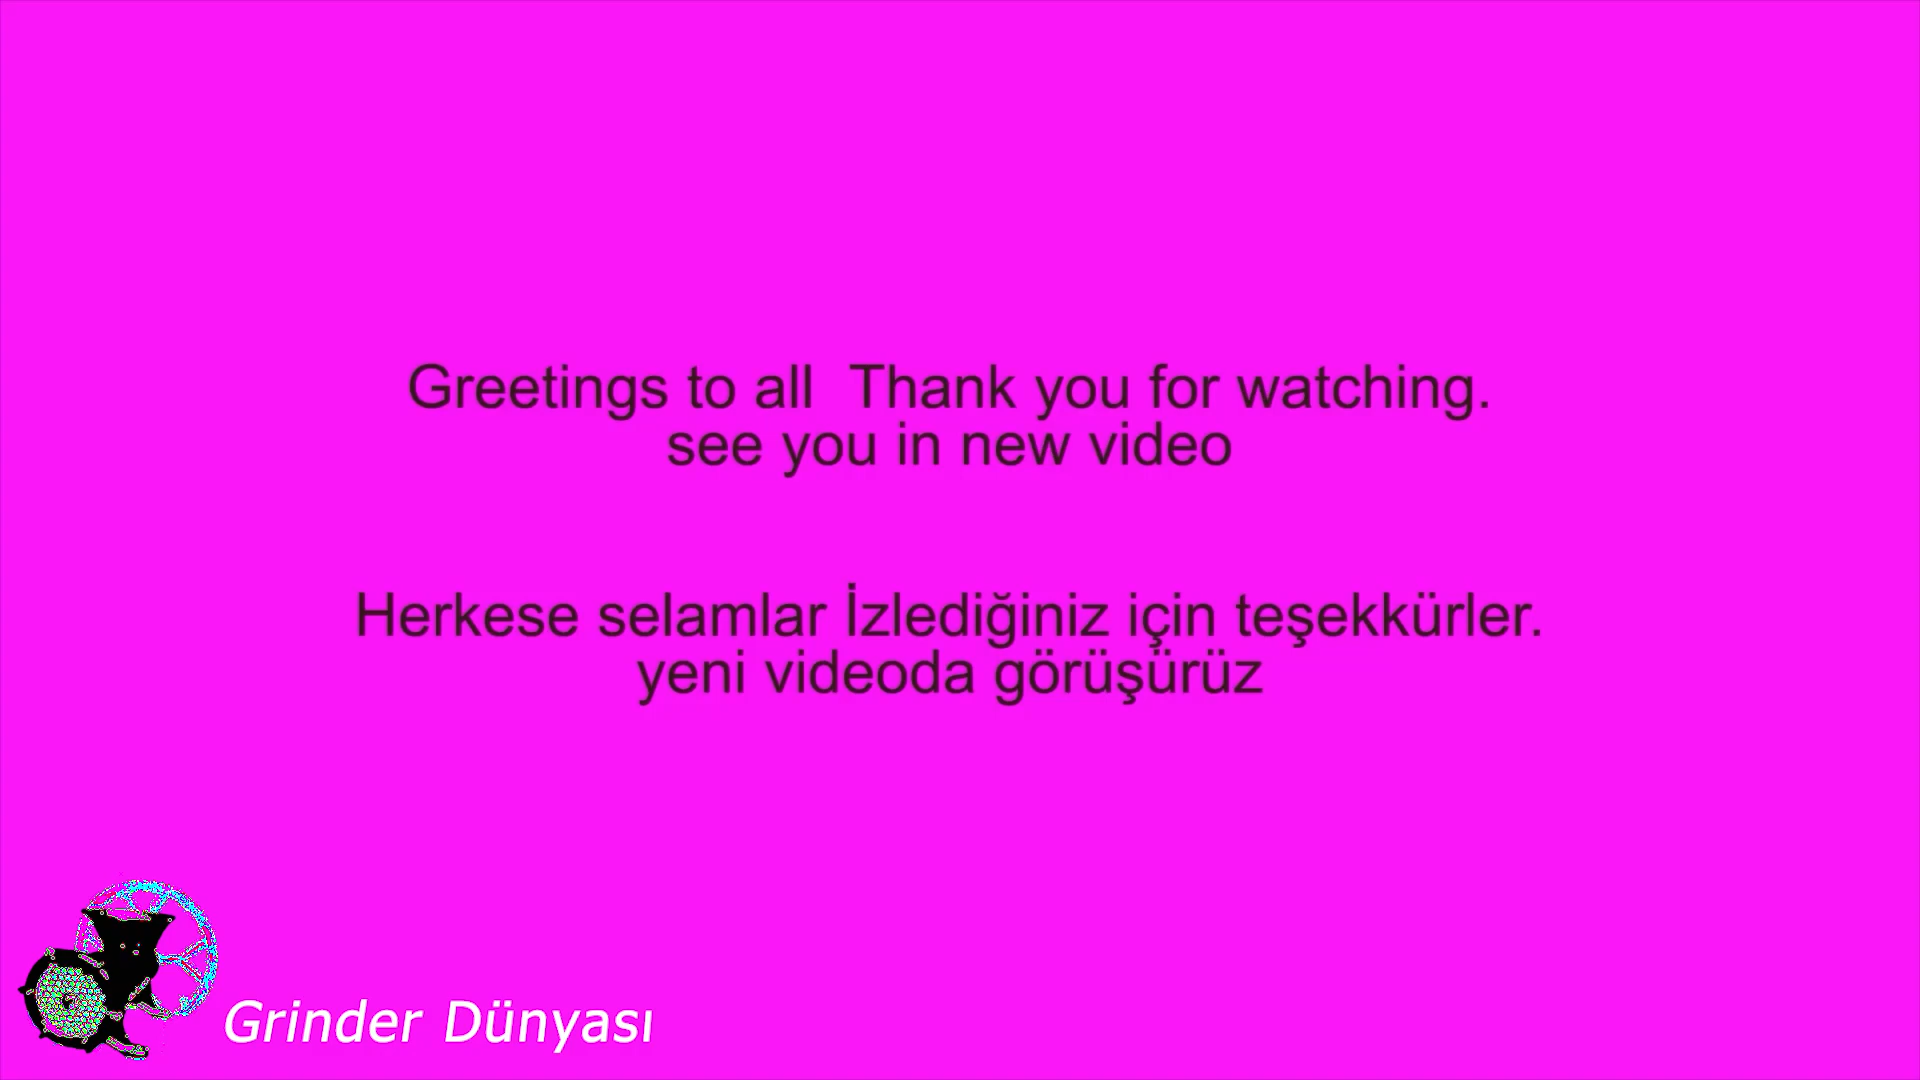 Greetings to all  Thank you for watching.
see you in new video
Herkese selamlar İzlediğiniz için teşekkürler.
yeni videoda görüşürüz
Grinder Dünyası